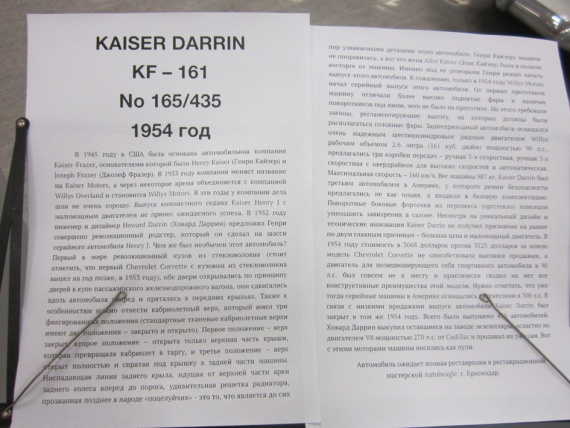 KAISER DARRIN
KF – 161
No 165/435
1954 год
В 1945 году в США была основана автомобильная компания
Kaiser-Frazer, основателями которой были Henry Kaiser (Генри Кайзер) и
Joseph Frazer (Джозеф Фразер). В 1953 году компания меняет название
на Kaiser Motors, а через некоторое время объединяется с компанией
Willys Overland и становится Willys Motors. В эти годы у компании дела
шли не очень хорошо. Выпуск компактного седана Kaiser Henry J с
маломощным двигателем не принес ожидаемого успеха. В 1952 году
инженер и дизайнер Howard Darrin (Ховард Даррин) предложил Генри
совершено революционный родстер, который он сделал на шасси
серийного автомобиля Henry J. Чем же был необычен этот автомобиль?
Первый в мире революционный кузов из стеклопластика (стоит
отметить, что первый Chevrolet Corvette с кузовом из стекловолокна
вышел на год позже, в 1953 году), обе двери открывались по принципу
дверей в купе пассажирского железнодорожного вагона, они сдвигались
вдоль автомобиля вперед и прятались в передних крыльях. Также к
особенностям можно отнести кабриолетный верх, который имел три
фиксированных положения (стандартные тканевые кабриолетные верхи
имеют два положения – закрыто и открыто). Первое положение – верх
закрыт, второе положение – открыта только верхняя часть крыши,
которая превращала кабриолет в таргу, и третье положение – верх
открыт полностью и спрятан под крышку в задней части машины.
Ниспадающая линия заднего крыла, идущая от верхней части арки
заднего колеса вперед до порога, удивительная решетка радиатора,
прозванная позднее в народе «поцелуйчик» - это то, что является до сих
пор узнаваемыми деталями этого автомобиля. Генри Кайзеру машина
не понравилась, а вот его жена Alice Kaiser (Элис Кайзер) была в полном
восторге от машины. Именно под ее уговорами Генри решил начать
выпуск этого автомобиля. К сожалению, только в 1954 году Willys Motors
начал серийный выпуск этого автомобиля. От первых прототипов
машину отличали более высоко поднятые фары и наличие
поворотников под ними, чего не было на прототипе. Но этого требовали
законы, регламентирующие высоту, на которых должны были
располагаться головные фары. Заднеприводной автомобиль оснащался
очень надежным шестицилиндровым рядным двигателем Willys
рабочим объемом 2.6 литра (161 куб. дюйм) мощностью 90 л.с.,
предлагались три коробки передач – ручная 3-х скоростная, ручная 3-х
скоростная с овердрайвом для высоких скоростей и автоматическая.
Максимальная скорость – 160 км/ч. Вес машины 987 кг. Kaiser Darrin был
третьим автомобилем в Америке, у которого ремни безопасности
предлагались не как опция, а входили в базовую комплектацию.
Поворотные боковые форточки из перспекса
уменьшать завихрения в салоне. Несмотря на уникальный дизайн и
технические инновации Kaiser Darrin не получил признания на рынке
по двум главным причинам – большая цена и маломощный двигатель. В
1954 году стоимость в 3668 долларов против 3523 долларов за новую
модель Chevrolet Corvette не способствовала высоким продажам, а
двигатель для позиционирующего себя спортивного автомобиля в 90
л.с. был совсем не к месту и практически сводил на нет все
конструктивные преимущества этой модели. Нужно отметить, что уже
тогда серийные машины в Америке оснащались двигателями в 300 л.с. В
связи с низкими продажами выпуск автомобиля Kaiser Darrin был
закрыт в том же 1954 году. Всего было выпущено 435 автомобилей.
Ховард Даррин выкупил оставшиеся на заводе экземпляры, оснастил их
двигателем V8 мощностью 270 л.с. от Cadillac и продавал их уже сам. Вот
с этими моторами машины носились как пули.
Автомобиль ожидает полная реставрация в реставрационной
мастерской Autobeagle, г. Краснодар.